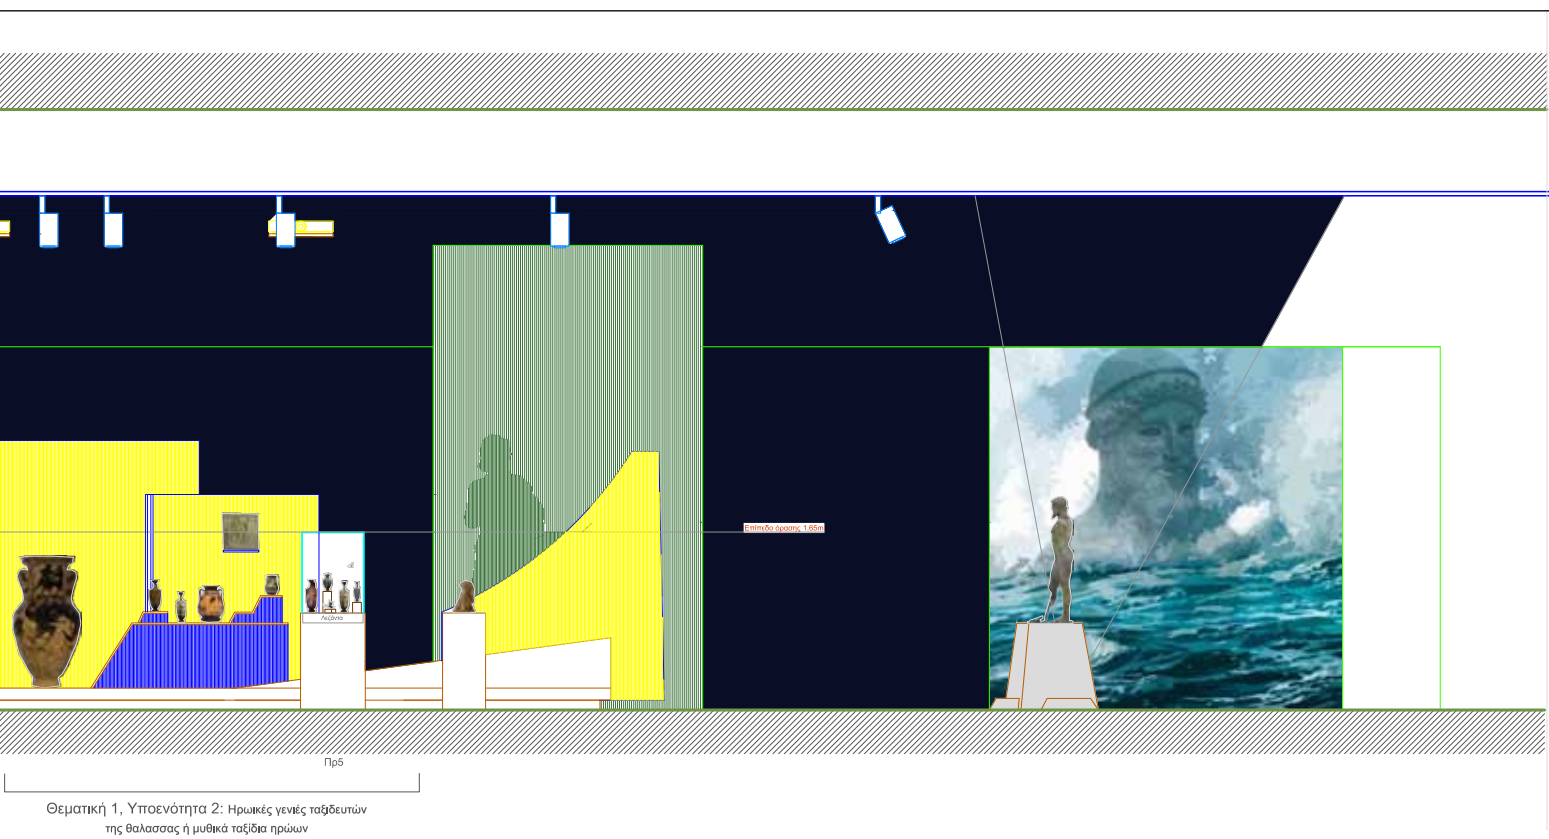 Επίπεδο όρασης 1.65m
Λεζάντα
Πρ5
Θεματική 1, Υποενότητα 2: Ηρωικές γενιές ταξιδευτών
της θαλασσας ή μυθικά ταξίδια ηρώων